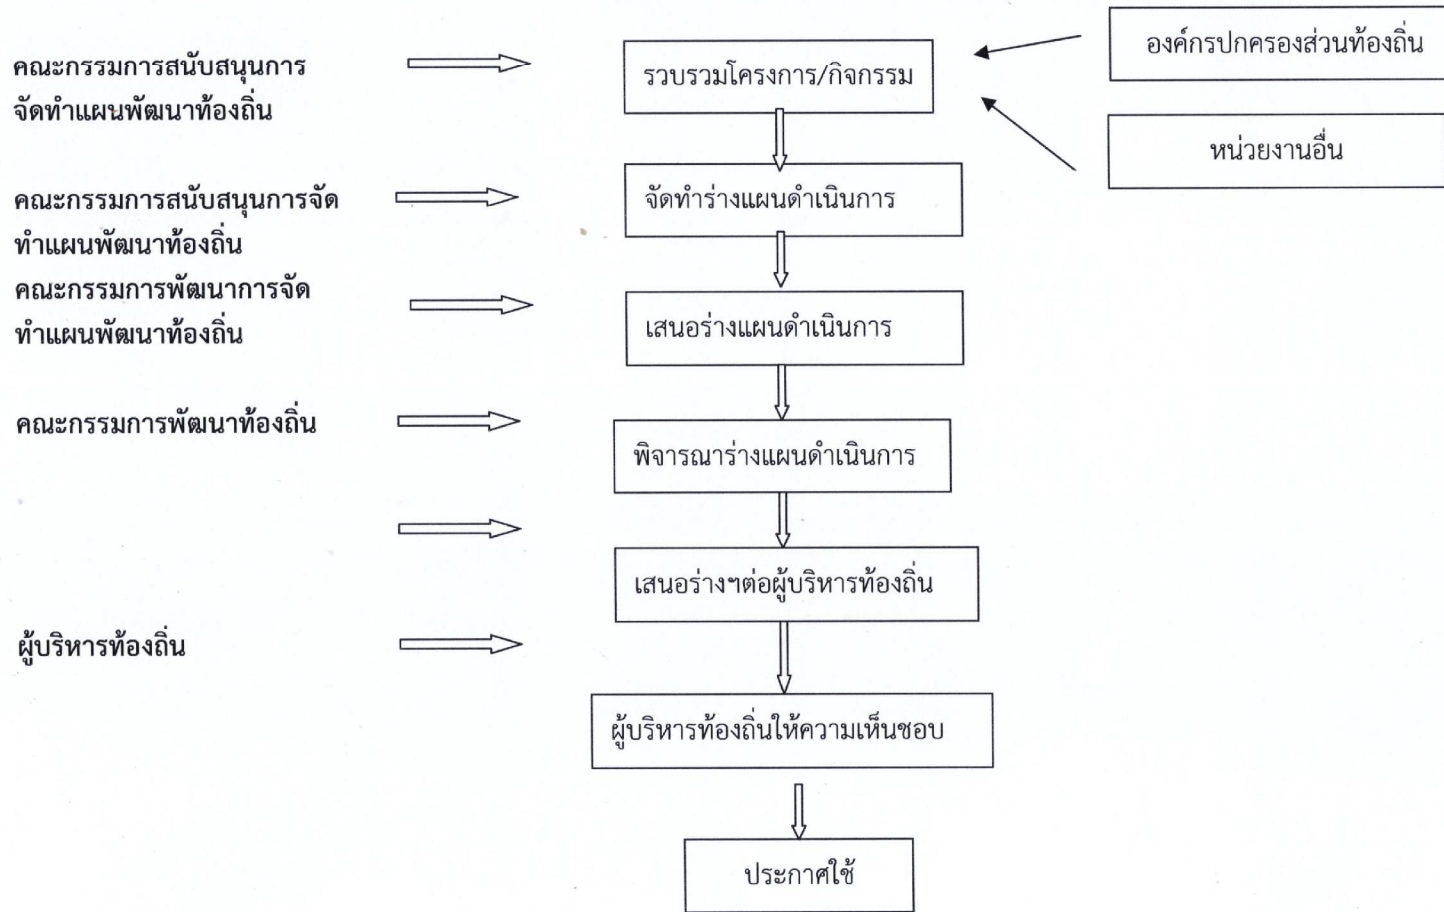 คณะกรรมการสนับสนุนการ
จัดทำแผนพัฒนาท้องถิ่น
รวบรวมโครงการ/กิจกรรม
องค์กรปกครองส่วนท้องถิ่น
หน่วยงานอื่น
คณะกรรมการสนับสนุนการจัด
ทำแผนพัฒนาท้องถิ่น
จัดทำร่างแผนดำเนินการ
คณะกรรมการพัฒนาการจัด
ทำแผนพัฒนาท้องถิ่น
เสนอร่างแผนดำเนินการ
คณะกรรมการพัฒนาท้องถิ่น
พิจารณาร่างแผนดำเนินการ
เสนอร่างฯต่อผู้บริหารท้องถิ่น
ผู้บริหารท้องถิ่น
ผู้บริหารท้องถิ่นให้ความเห็นชอบ
ประกาศใช้